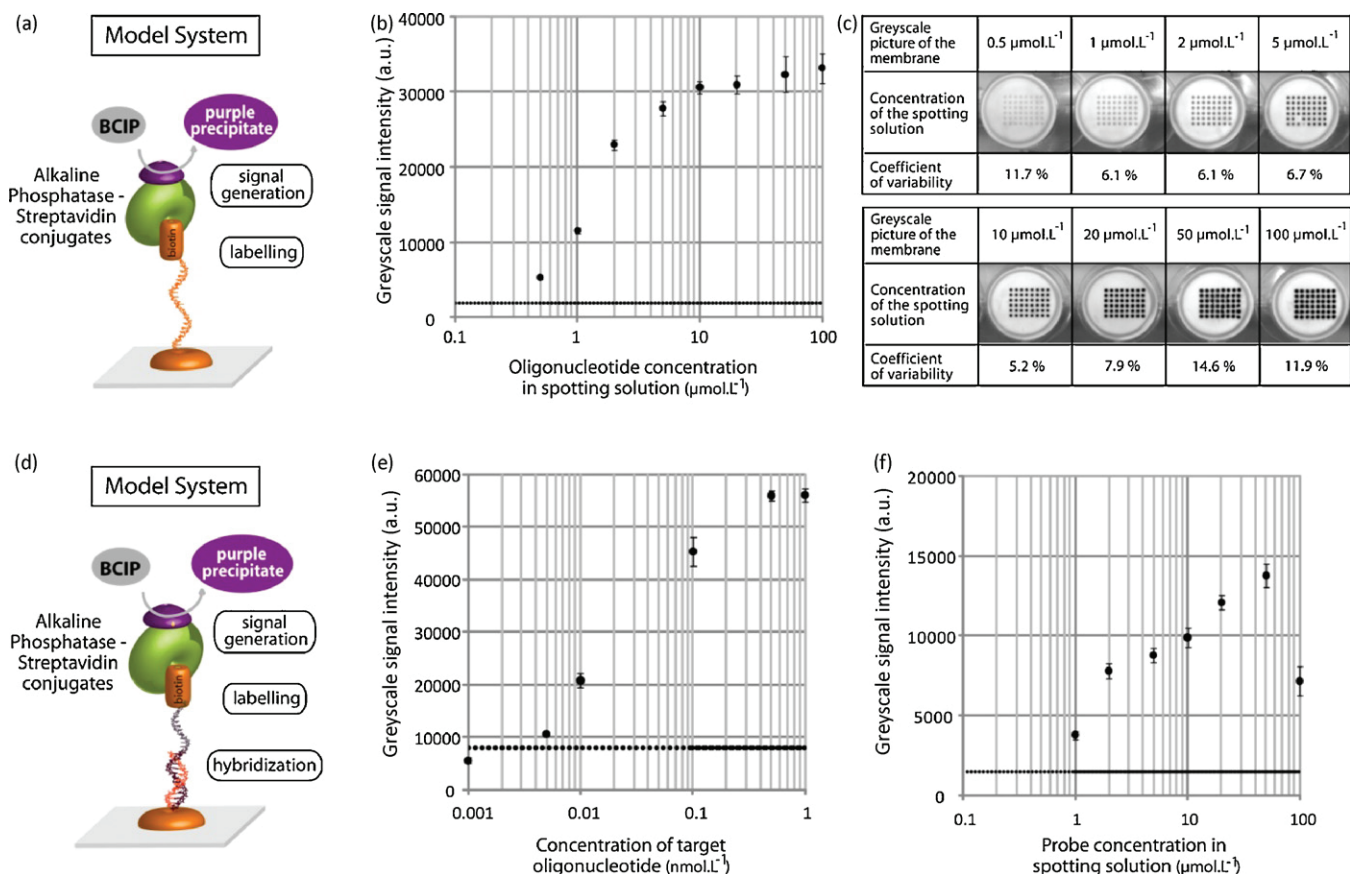 (a)
Model System
BCIP
purple
precipitate
Alkaline
Phosphatase -
Streptavidin
conjugates
signal
generation
biotin
labelling
(b)
Greyscale signal intensity (a.u.)
40000
30000
20000
10000
0
0.1
1
10
100
Oligonucleotide concentration
in spotting solution (µmol.L⁻¹)
(c)
Greyscale
picture of the
membrane
0.5 µmol.L⁻¹
1 µmol.L⁻¹
2 µmol.L⁻¹
5 µmol.L⁻¹
Concentration
of the spotting
solution
Coefficient
of variability
11.7 %
6.1 %
6.1 %
6.7 %
Greyscale
picture of the
membrane
10 µmol.L⁻¹
20 µmol.L⁻¹
50 µmol.L⁻¹
100 µmol.L⁻¹
Concentration
of the spotting
solution
Coefficient
of variability
5.2 %
7.9 %
14.6 %
11.9 %
(d)
Model System
BCIP
purple
precipitate
Alkaline
Phosphatase -
Streptavidin
conjugates
signal
generation
biotin
labelling
hybridization
(e)
Greyscale signal intensity (a.u.)
60000
50000
40000
30000
20000
10000
0
0.001
0.01
0.1
1
Concentration of target
oligonucleotide (nmol.L⁻¹)
(f)
Greyscale signal intensity (a.u.)
20000
15000
10000
5000
0
0.1
1
10
100
Probe concentration in
spotting solution (µmol.L⁻¹)